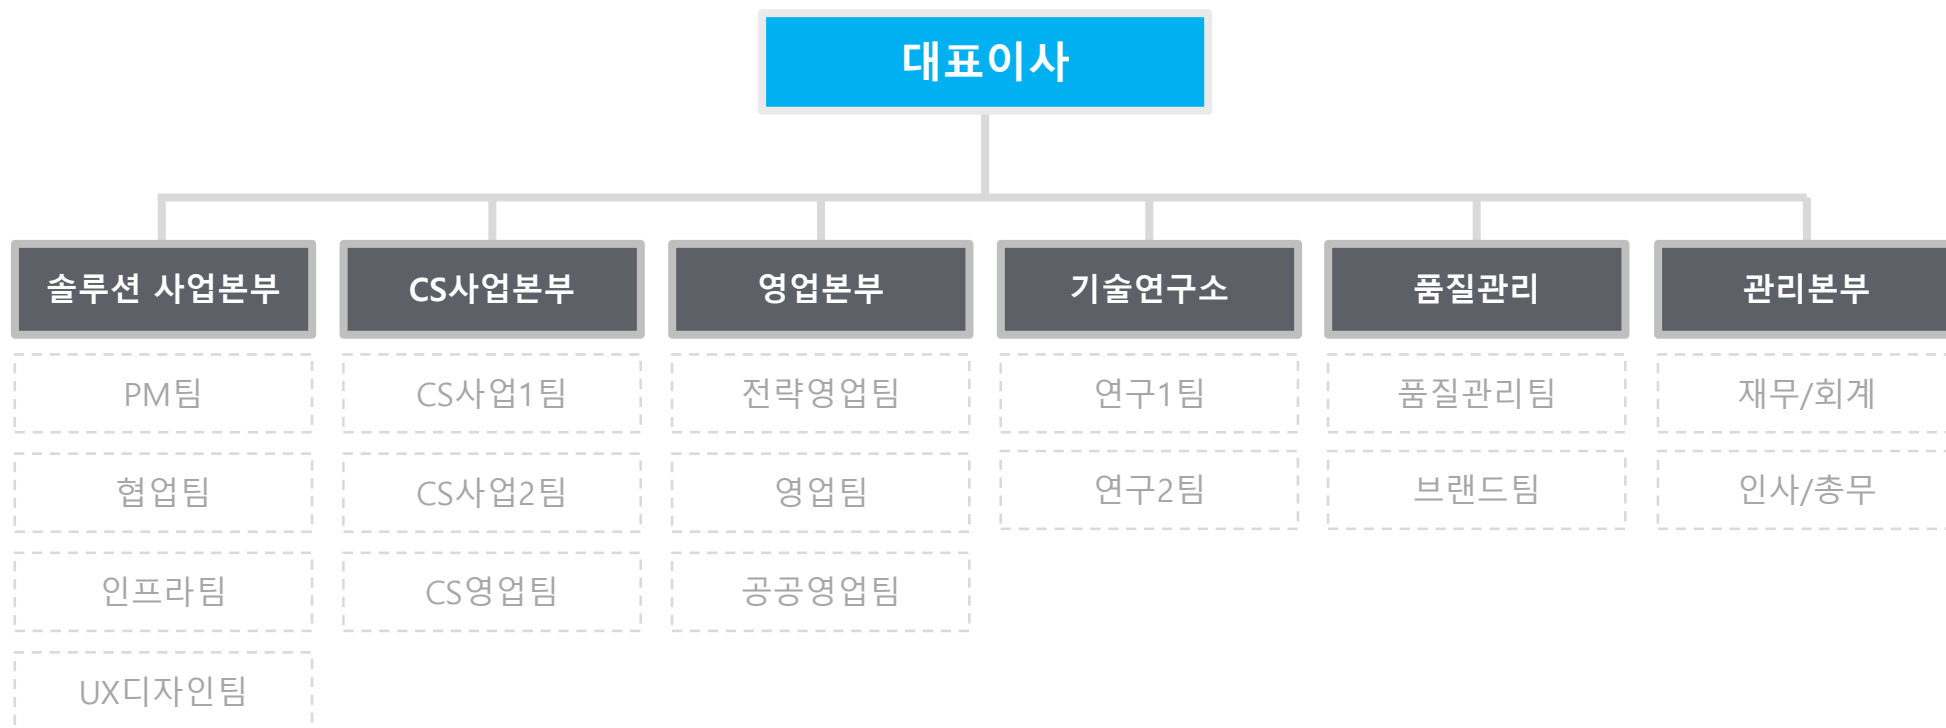 대표이사
솔루션 사업본부
CS사업본부
영업본부
기술연구소
품질관리
관리본부
PM팀
CS사업1팀
전략영업팀
연구1팀
품질관리팀
재무/회계
협업팀
CS사업2팀
영업팀
연구2팀
브랜드팀
인사/총무
인프라팀
CS영업팀
공공영업팀
UX디자인팀